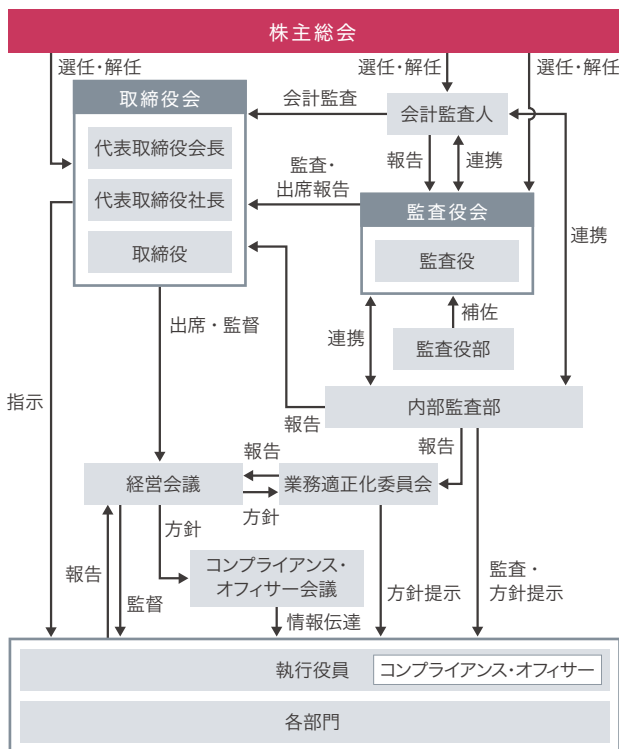 株主総会
選任・解任
選任・解任
選任・解任
取締役会
代表取締役会長
代表取締役社長
取締役
会計監査
会計監査人
報告
連携
監査・
出席報告
監査役会
監査役
連携
補佐
監査役部
連携
出席・監督
指示
内部監査部
報告
報告
経営会議
報告
方針
業務適正化委員会
方針
コンプライアンス・
オフィサー会議
報告
監督
情報伝達
方針提示
監査・
方針提示
執行役員
コンプライアンス・オフィサー
各部門